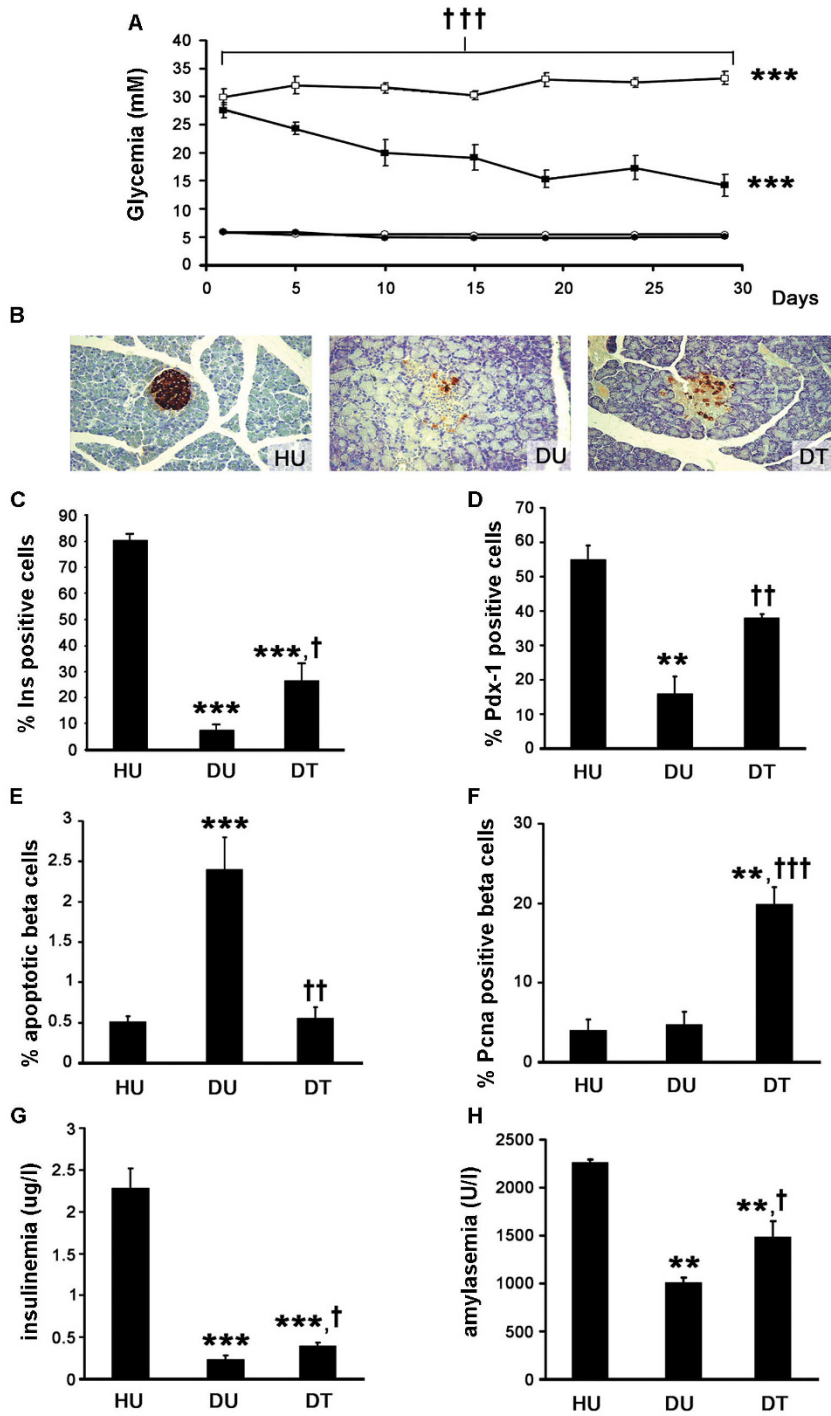 A
†††
Glycemia (mM)
40
35
30
25
20
15
10
5
0
***
***
0 5 10 15 20 25 30
Days
B
HU DU DT
C
% Ins positive cells
90
80
70
60
50
40
30
20
10
0
***
***,†
HU DU DT
D
% Pdx-1 positive cells
70
60
50
40
30
20
10
0
**
††
HU DU DT
E
% apoptotic beta cells
3
2.5
2
1.5
1
0.5
0
***
††
HU DU DT
F
% Pcna positive beta cells
30
20
10
0
**,†††
HU DU DT
G
insulinemia (ug/l)
3
2.5
2
1.5
1
0.5
0
***
***,†
HU DU DT
H
amylasemia (U/l)
2500
2000
1500
1000
500
0
**
**,†
HU DU DT